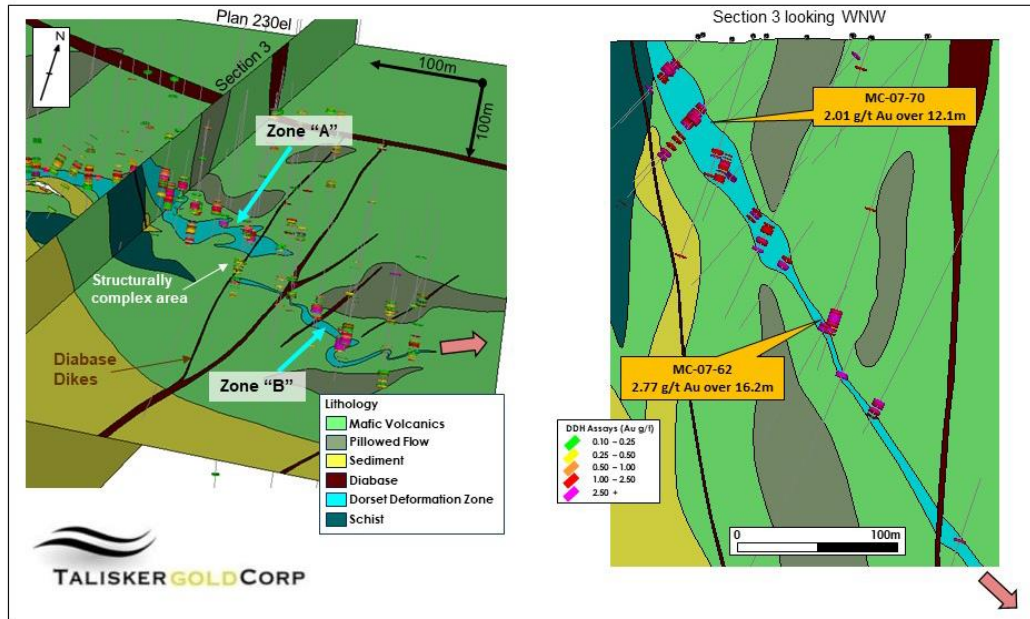 Plan 230el
N
Section 3
100m
100m
Zone "A"
Structurally
complex area
Diabase
Dikes
Zone "B"
Lithology
Mafic Volcanics
Pillowed Flow
Sediment
Diabase
Dorset Deformation Zone
Schist
TALISKERGOLDCORP
Section 3 looking WNW
MC-07-70
2.01 g/t Au over 12.1m
MC-07-62
2.77 g/t Au over 16.2m
DDH Assays (Au g/t)
0.10 – 0.25
0.25 – 0.50
0.50 – 1.00
1.00 – 2.50
2.50 +
0 100m